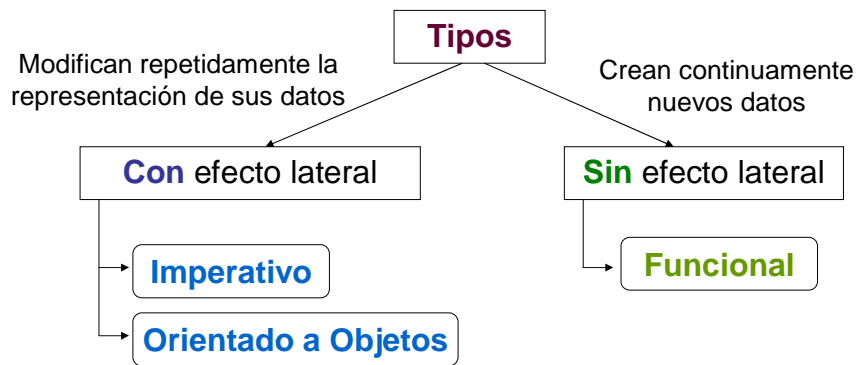 Tipos
Modifican repetidamente la
representación de sus datos
Crean continuamente
nuevos datos
Con efecto lateral
Sin efecto lateral
Imperativo
Funcional
Orientado a Objetos